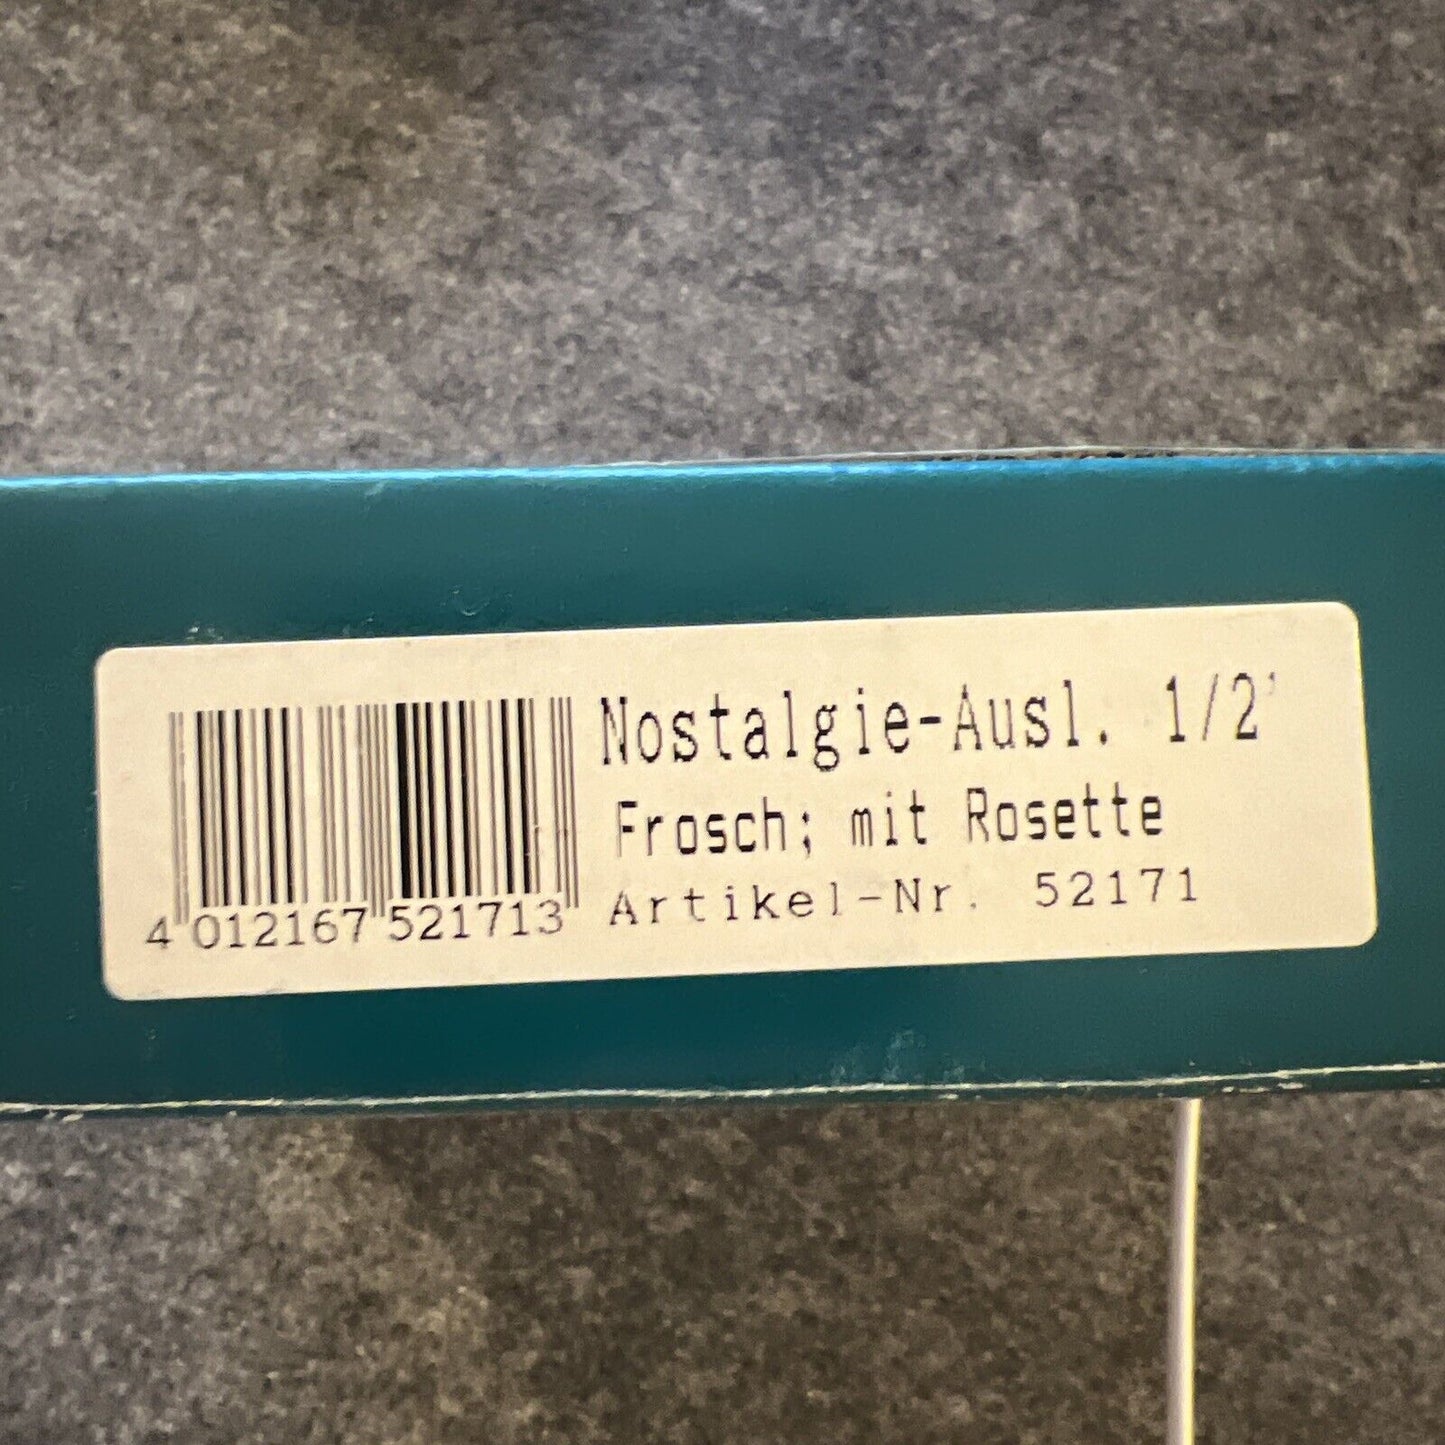 Nostalgie-Ausl. 1/2'
Frosch; mit Rosette
Artikel-Nr. 52171
4 012167 521713